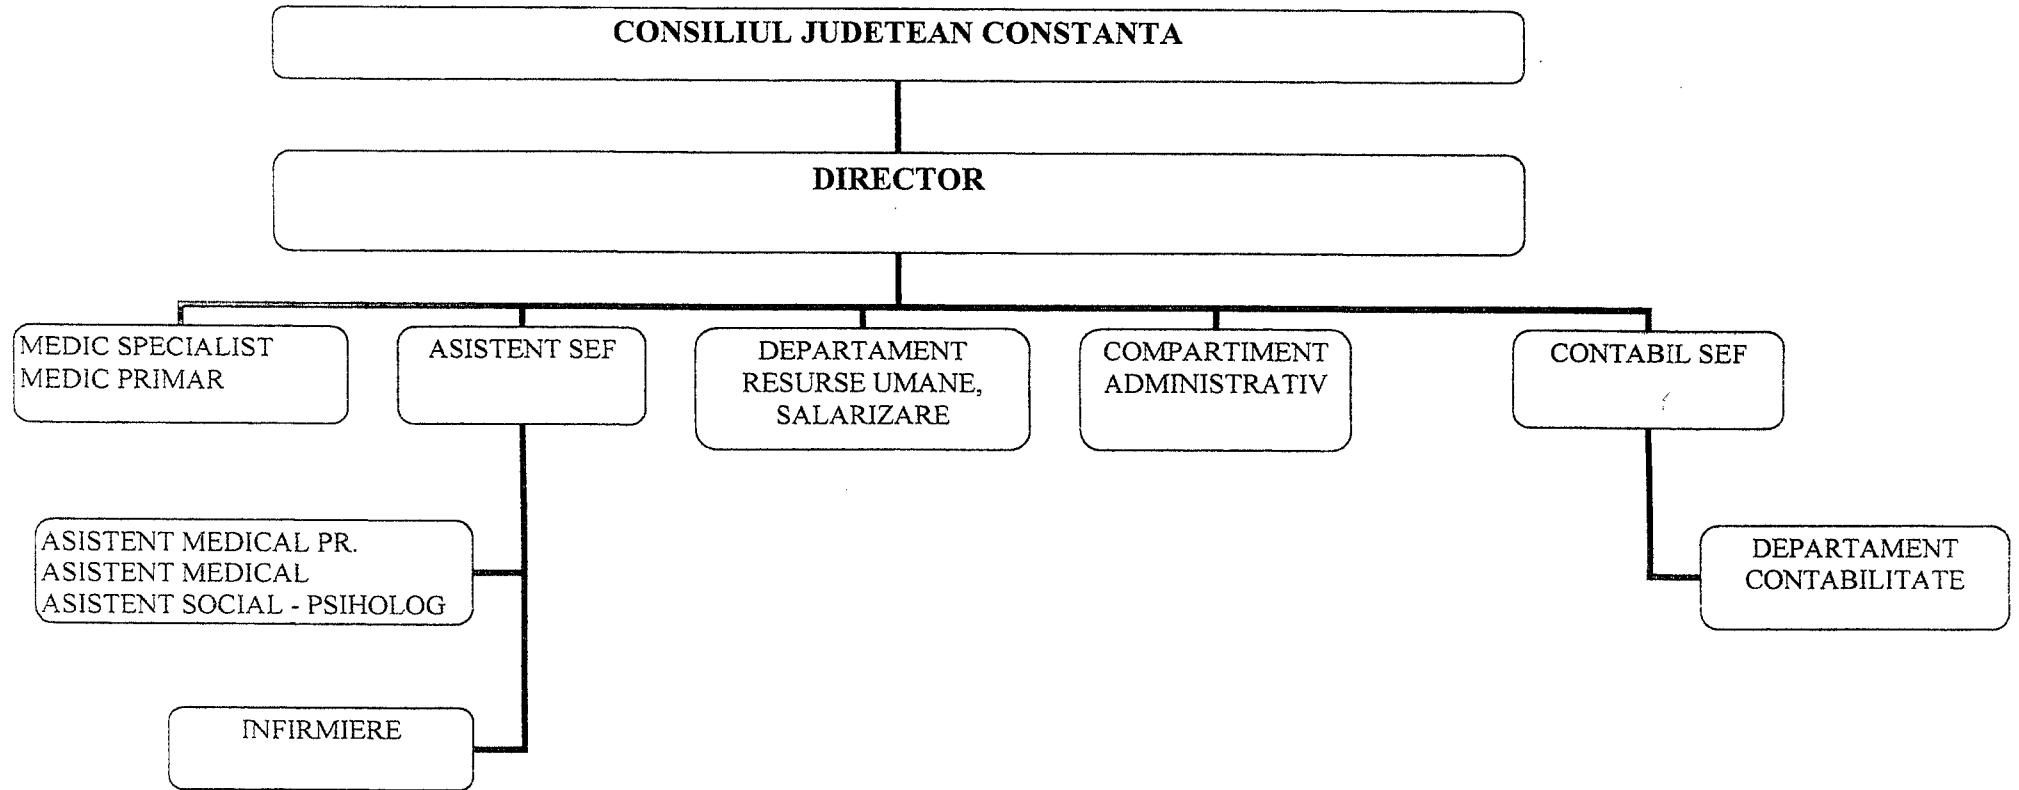 CONSILIUL JUDETEAN CONSTANTA
DIRECTOR
MEDIC SPECIALIST
MEDIC PRIMAR
ASISTENT SEF
DEPARTAMENT
RESURSE UMANE,
SALARIZARE
COMPARTIMENT
ADMINISTRATIV
CONTABIL SEF
ASISTENT MEDICAL PR.
ASISTENT MEDICAL
ASISTENT SOCIAL - PSIHOLOG
DEPARTAMENT
CONTABILITATE
INFIRMIERE